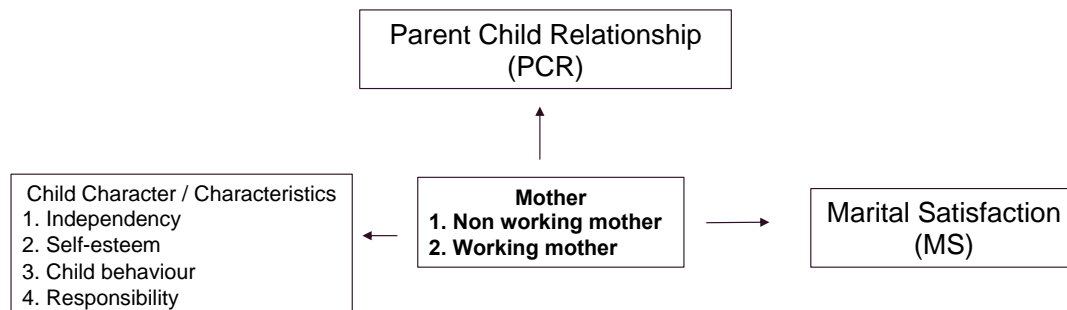 Parent Child Relationship
(PCR)
Child Character / Characteristics
1. Independency
2. Self-esteem
3. Child behaviour
4. Responsibility
Mother
1. Non working mother
2. Working mother
Marital Satisfaction
(MS)